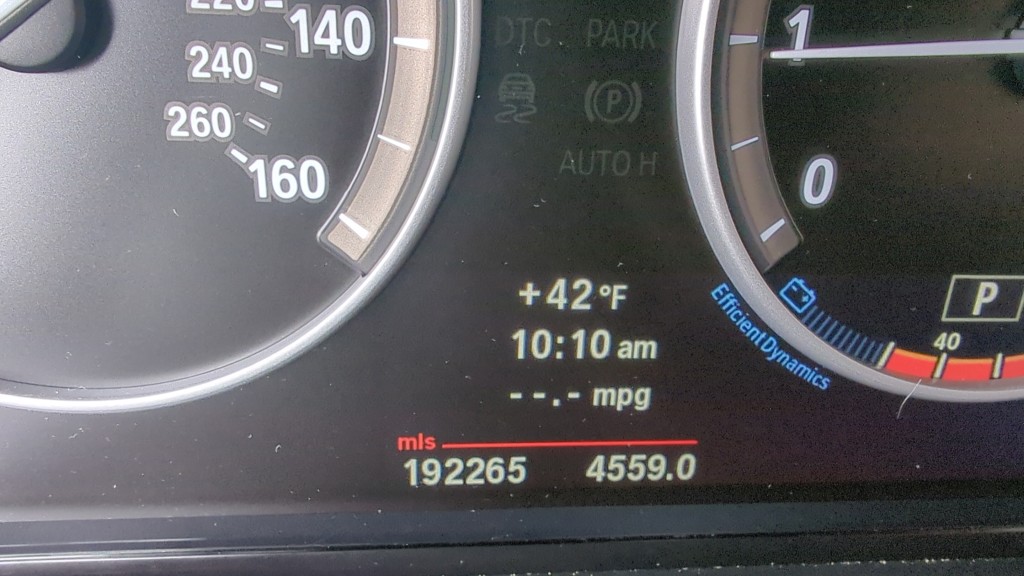 220
140
240
260
160
DTC PARK
P
AUTO H
1
0
+42 °F
10:10 am
--.- mpg
mls
192265 4559.0
EfficientDynamics
P
40